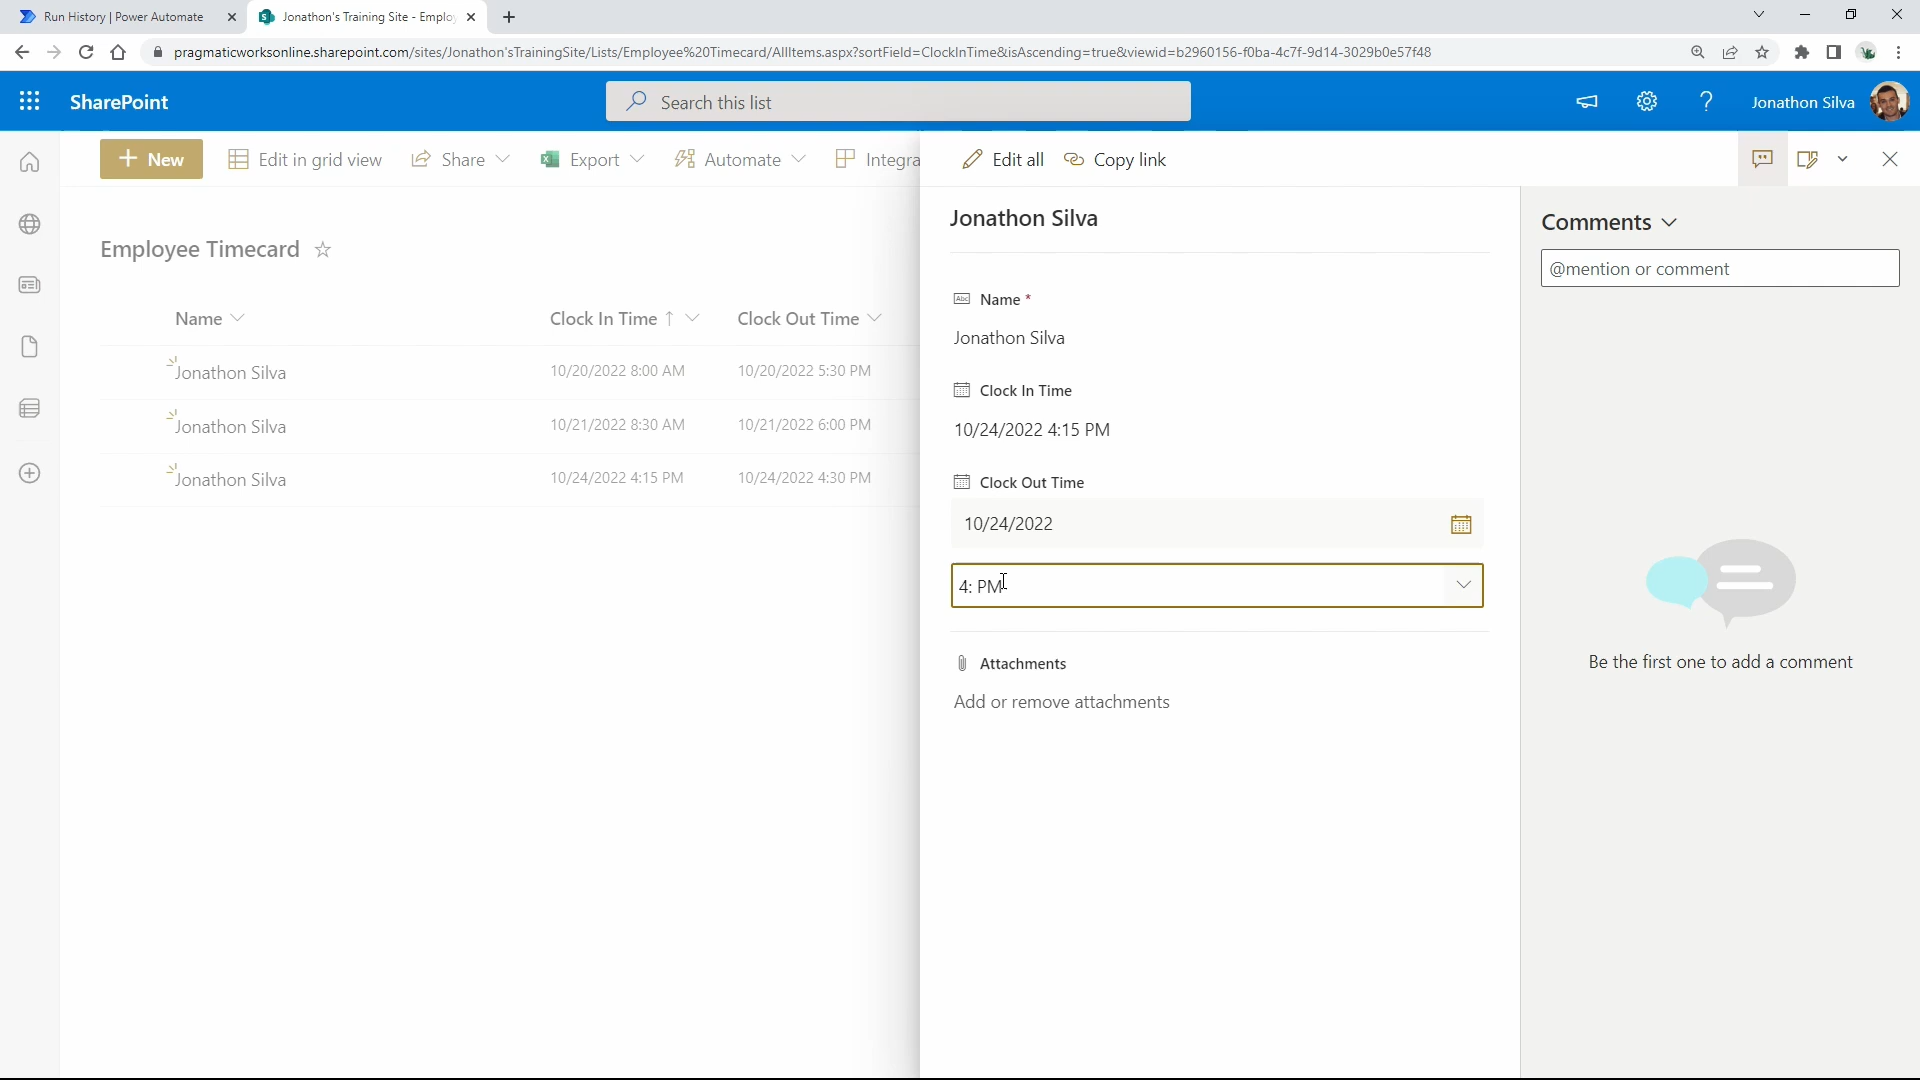 Run History | Power Automate
Jonathon's Training Site - Emplo
pragmaticworksonline.sharepoint.com/sites/Jonathon'sTrainingSite/Lists/Employee%20Timecard/AllItems.aspx?sortField=ClockInTime&isAscending=true&viewid=b2960156-f0ba-4c7f-9d14-3029b0e57f48
SharePoint
Search this list
Jonathon Silva
New
Edit in grid view
Share
Export
Automate
Integra
Edit all
Copy link
Employee Timecard
Name
Clock In Time
Clock Out Time
Jonathon Silva
10/20/2022 8:00 AM
10/20/2022 5:30 PM
Jonathon Silva
10/21/2022 8:30 AM
10/21/2022 6:00 PM
Jonathon Silva
10/24/2022 4:15 PM
10/24/2022 4:30 PM
Jonathon Silva
Abc Name *
Jonathon Silva
Clock In Time
10/24/2022 4:15 PM
Clock Out Time
10/24/2022
4: PM
Attachments
Add or remove attachments
Comments
@mention or comment
Be the first one to add a comment